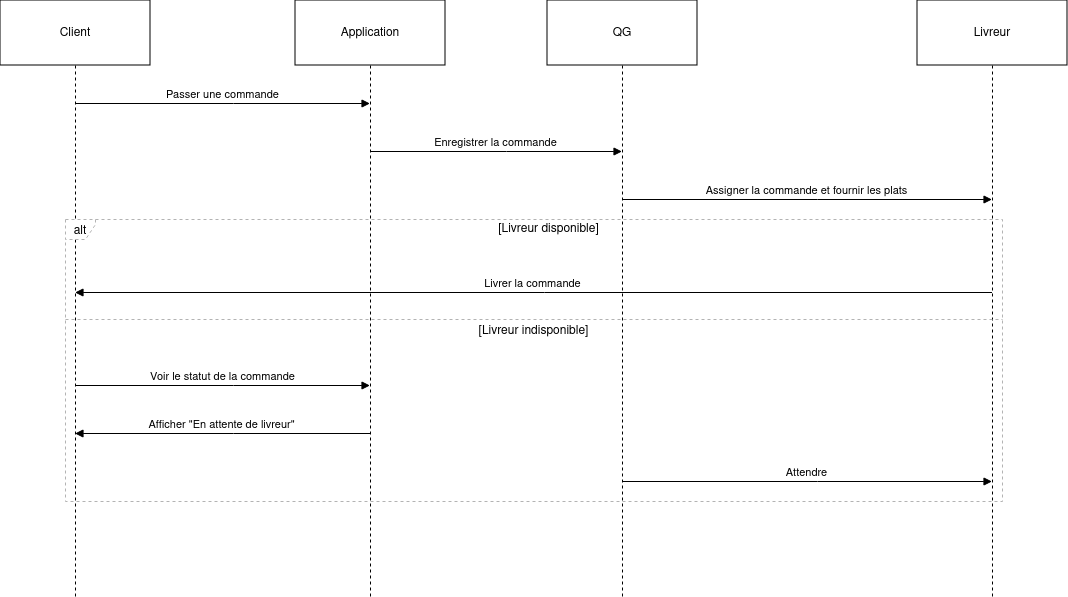 Client
Application
QG
Livreur
Passer une commande
Enregistrer la commande
Assigner la commande et fournir les plats
alt
[Livreur disponible]
Livrer la commande
[Livreur indisponible]
Voir le statut de la commande
Afficher "En attente de livreur"
Attendre